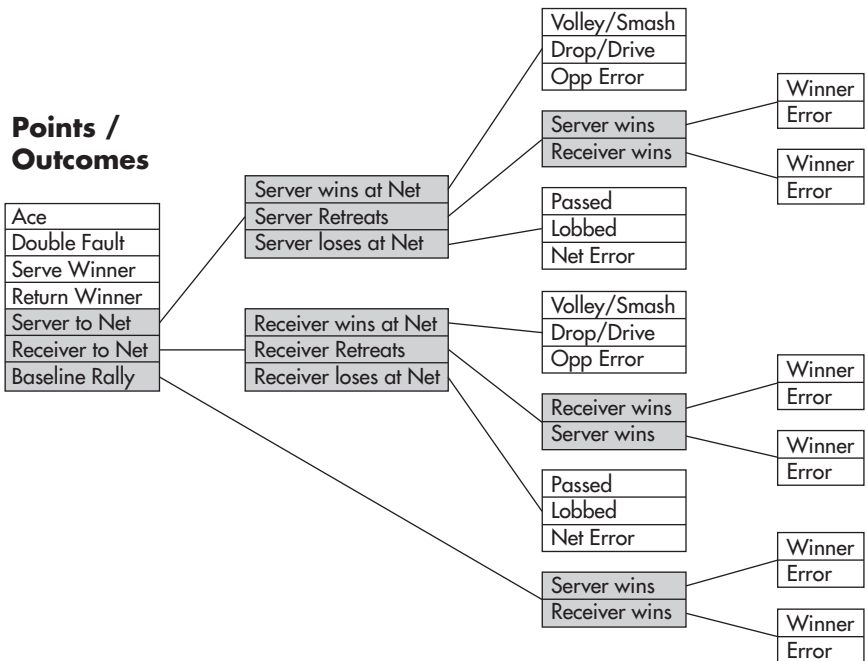 Points /
Outcomes
Ace
Double Fault
Serve Winner
Return Winner
Server to Net
Receiver to Net
Baseline Rally
Server wins at Net
Server Retreats
Server loses at Net
Receiver wins at Net
Receiver Retreats
Receiver loses at Net
Volley/Smash
Drop/Drive
Opp Error
Server wins
Receiver wins
Passed
Lobbed
Net Error
Volley/Smash
Drop/Drive
Opp Error
Receiver wins
Server wins
Passed
Lobbed
Net Error
Server wins
Receiver wins
Winner
Error
Winner
Error
Winner
Error
Winner
Error
Winner
Error
Winner
Error